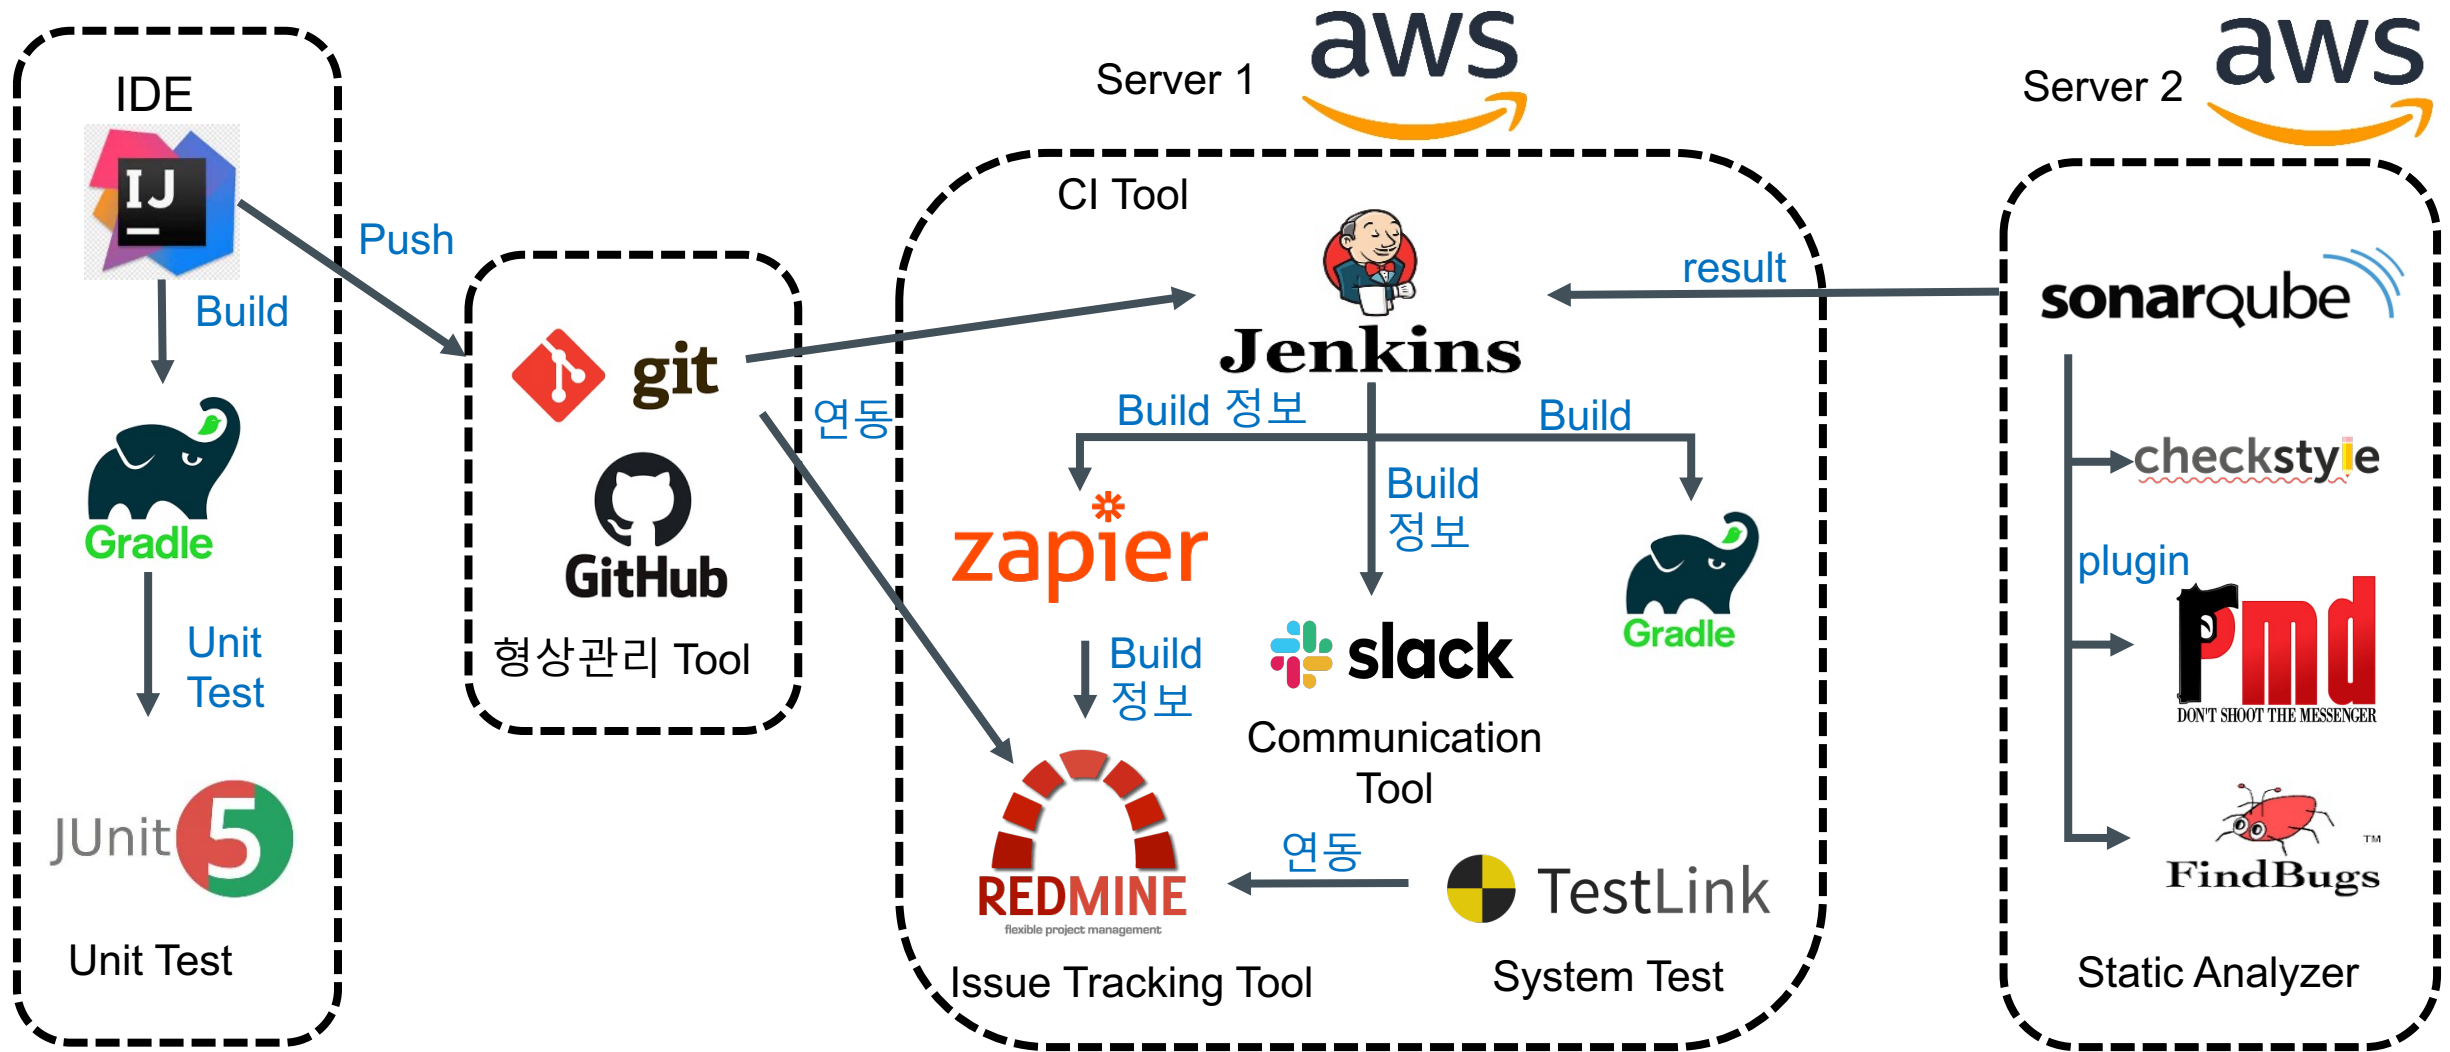 IDE
IJ
Build
Gradle
Unit
Test
JUnit 5
Unit Test
Push
git
GitHub
형상관리 Tool
연동
Server 1
aws
CI Tool
Jenkins
result
Build 정보
Build
Build
정보
zapier
Build
정보
slack
Communication
Tool
Gradle
REDMINE
flexible project management
Issue Tracking Tool
연동
TestLink
System Test
Server 2
aws
sonarqube
checkstyle
plugin
pmd
DON'T SHOOT THE MESSENGER
FindBugs ™
Static Analyzer